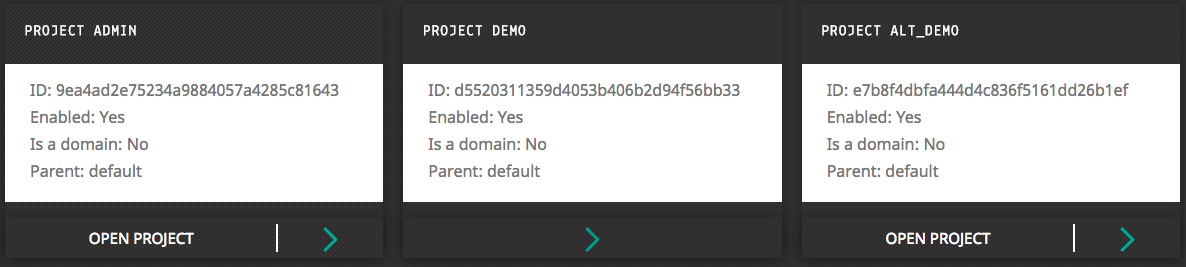 PROJECT ADMIN
ID: 9ea4ad2e75234a9884057a4285c81643
Enabled: Yes
Is a domain: No
Parent: default
OPEN PROJECT
PROJECT DEMO
ID: d5520311359d4053b406b2d94f56bb33
Enabled: Yes
Is a domain: No
Parent: default
PROJECT ALT_DEMO
ID: e7b8f4dbfa444d4c836f5161dd26b1ef
Enabled: Yes
Is a domain: No
Parent: default
OPEN PROJECT